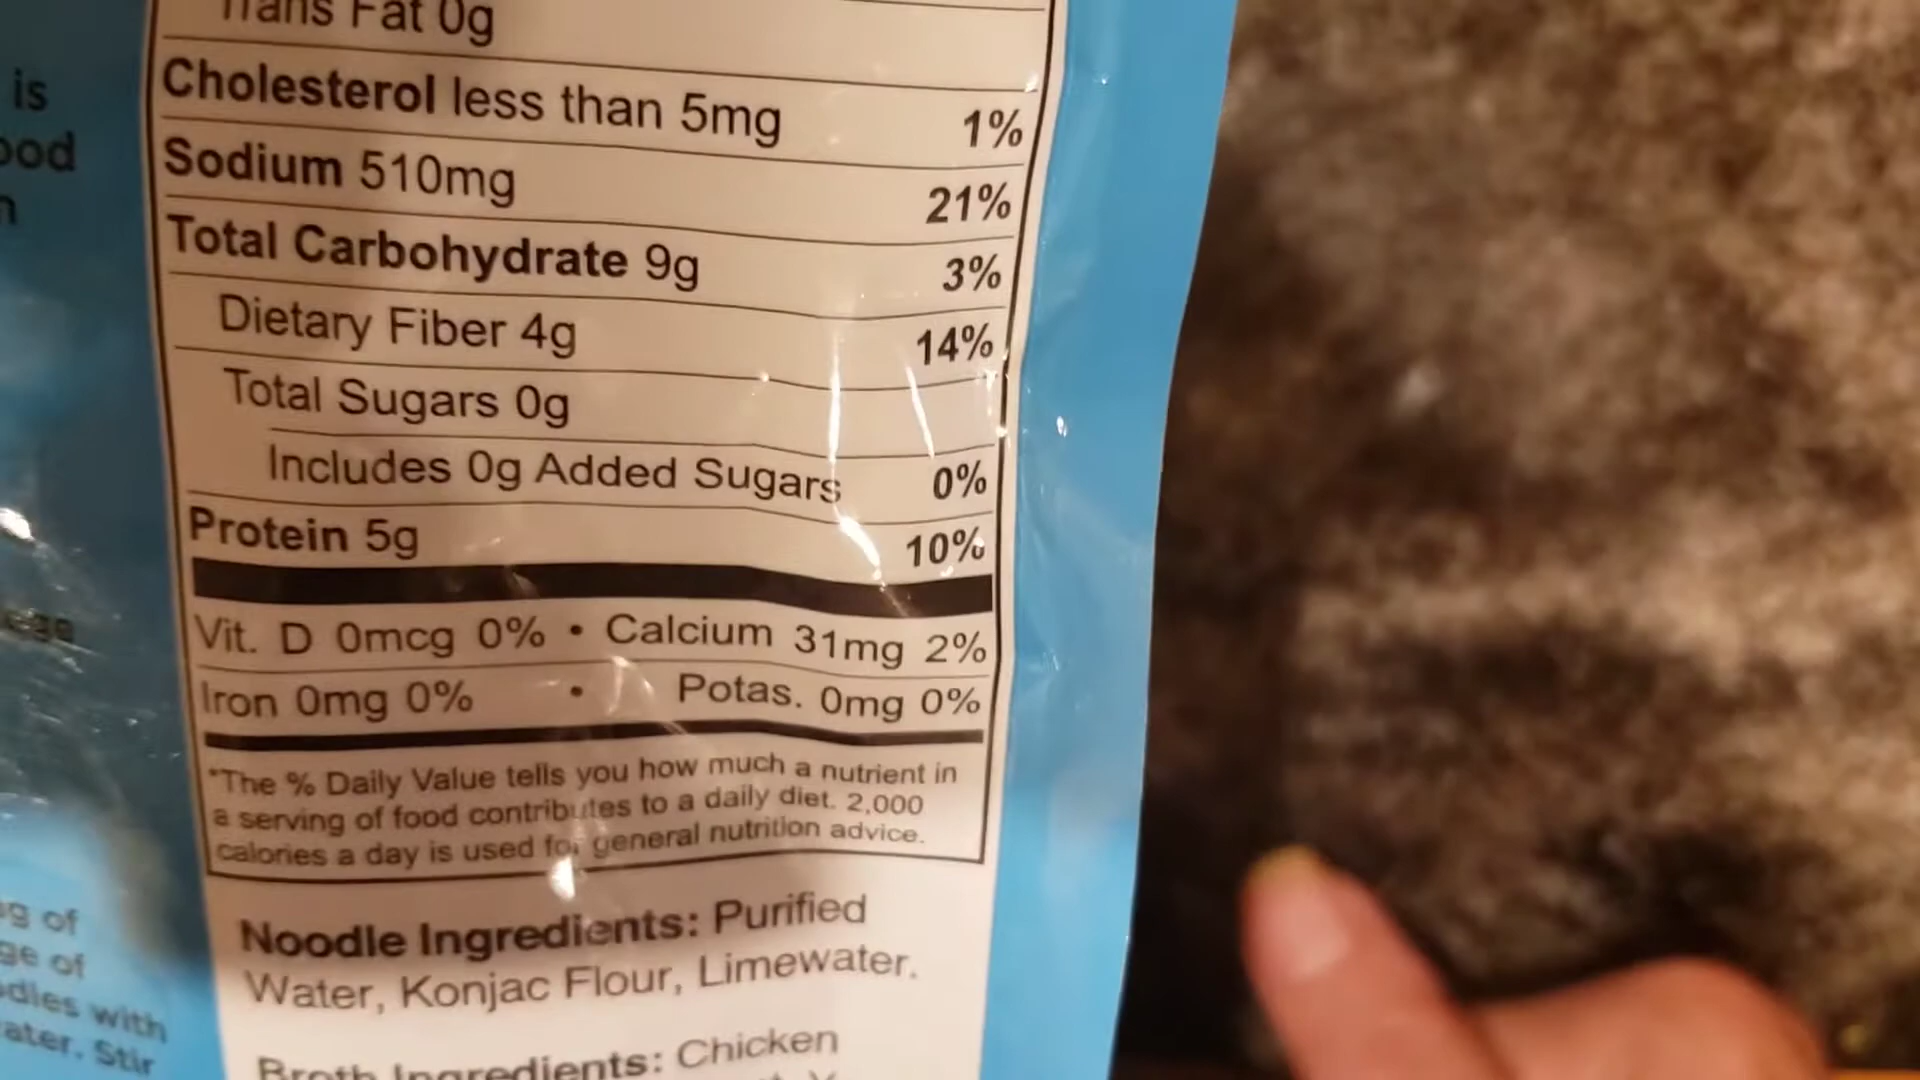 Trans Fat 0g
Cholesterol less than 5mg 1%
Sodium 510mg 21%
Total Carbohydrate 9g 3%
Dietary Fiber 4g 14%
Total Sugars 0g
Includes 0g Added Sugars 0%
Protein 5g 10%
Vit. D 0mcg 0% • Calcium 31mg 2%
Iron 0mg 0% • Potas. 0mg 0%
*The % Daily Value tells you how much a nutrient in
a serving of food contributes to a daily diet. 2,000
calories a day is used for general nutrition advice.
Noodle Ingredients: Purified
Water, Konjac Flour, Limewater.
Broth Ingredients: Chicken
is
of
of
with
Stir